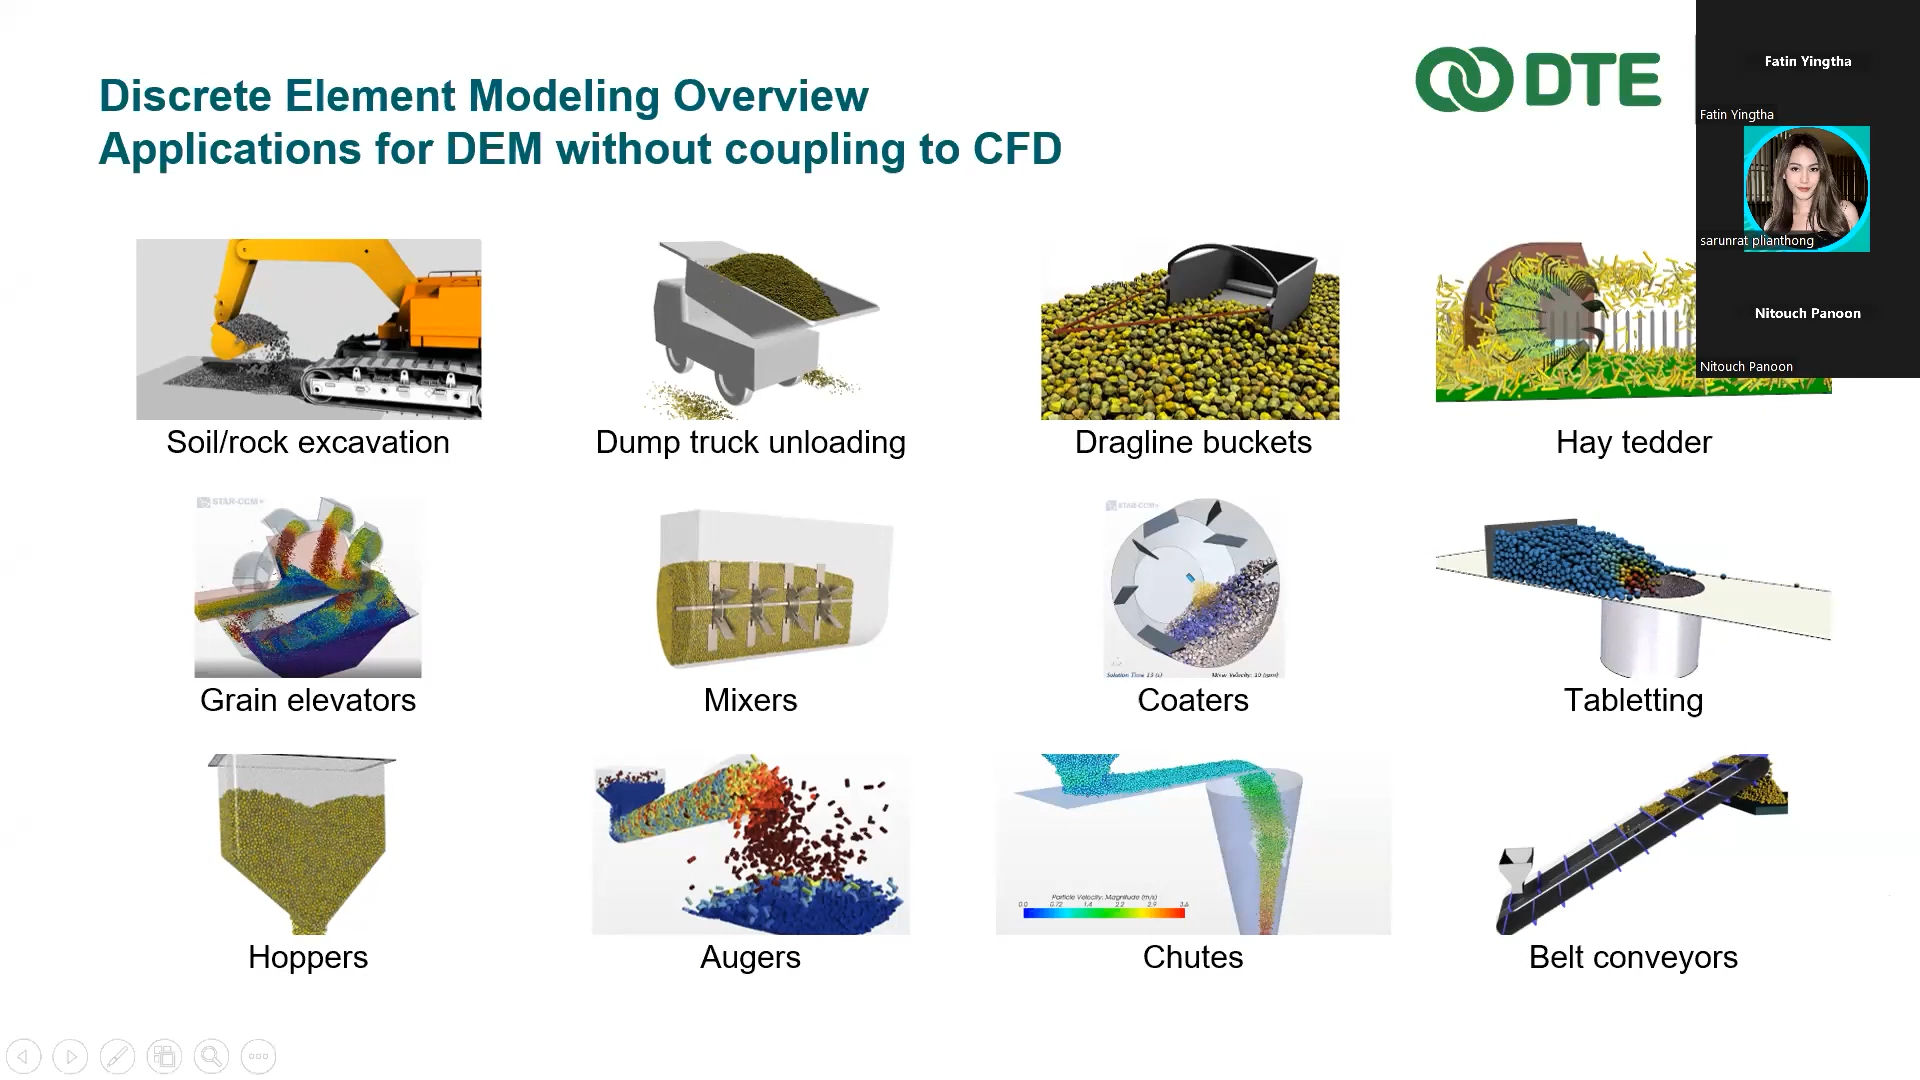 Discrete Element Modeling Overview
Applications for DEM without coupling to CFD
DTE
Fatin Yingtha
Fatin Yingtha
sarunrat plianthong
Nitouch Panoon
Nitouch Panoon
Soil/rock excavation
Dump truck unloading
Dragline buckets
Hay tedder
STAR-CCM+
STAR-CCM+
Solution Time 13 (s)
Grain elevators
Mixers
Coaters
Tabletting
Particle Velocity: Magnitude (m/s)
0.0 0.72 1.4 2.2 2.9 3.6
Hoppers
Augers
Chutes
Belt conveyors